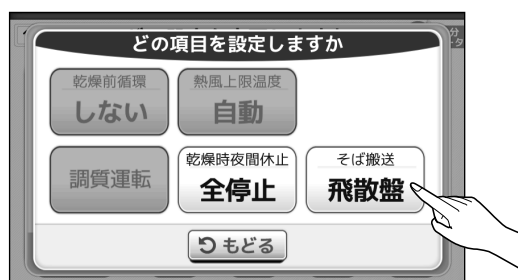 どの項目を設定しますか
乾燥前循環
しない
熱風上限温度
自動
調質運転
乾燥時夜間休止
全停止
そば搬送
飛散盤
もどる